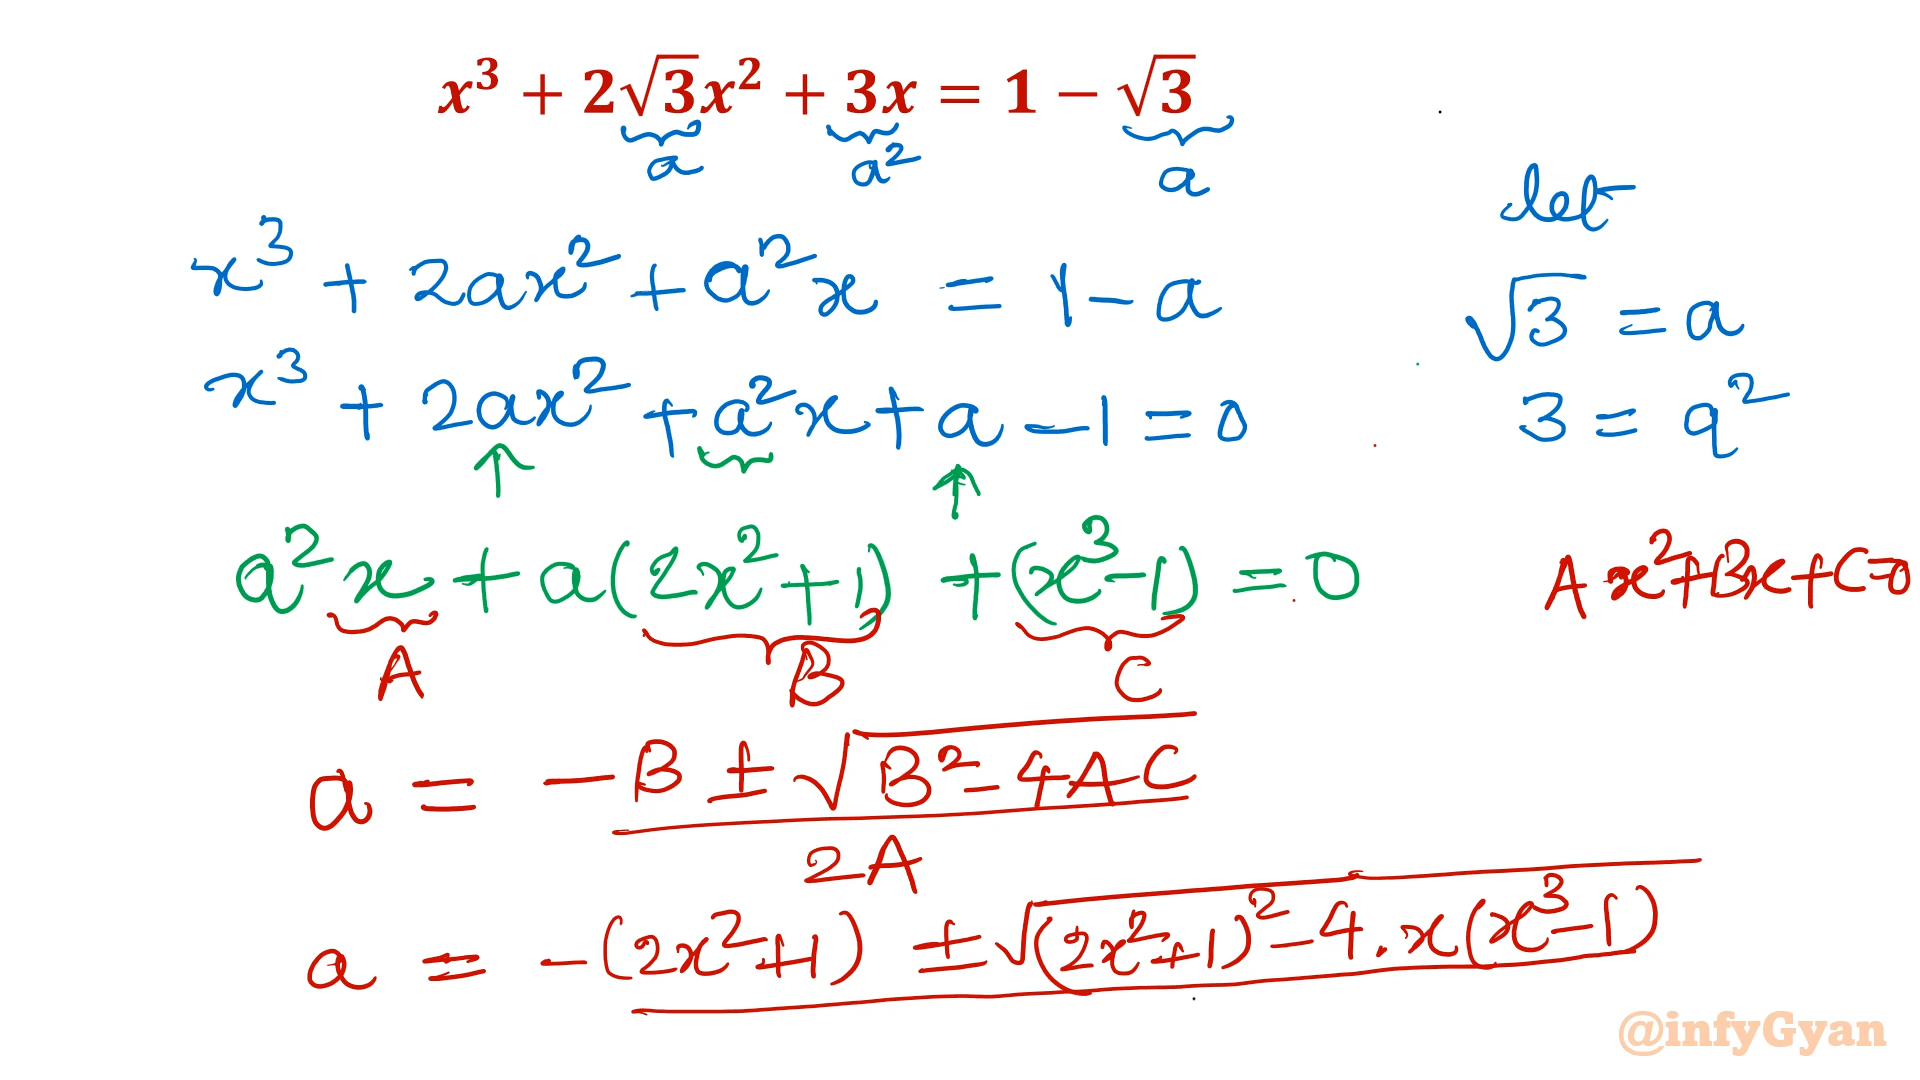 x³ + 2√3x² + 3x = 1 − √3
a a² a
let
x³ + 2ax² + a²x = 1 − a
√3 = a
x³ + 2ax² + a²x + a − 1 = 0
3 = a²
a²x + a(2x² + 1) + (x³ − 1) = 0
Ax² + Bx + C = 0
A B C
a = −B ± √(B² − 4AC)
2A
a = −(2x² + 1) ± √((2x² + 1)² − 4.x(x³ − 1))
@infyGyan